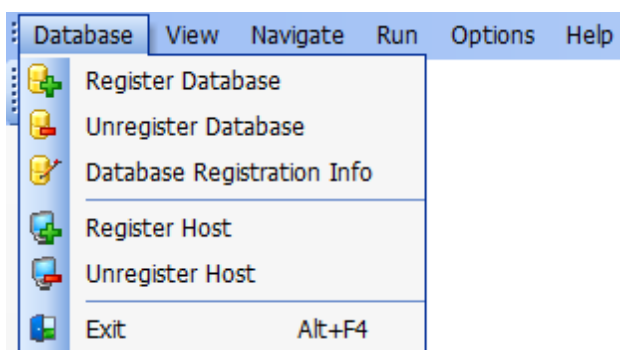 Database View Navigate Run Options Help
Register Database
Unregister Database
Database Registration Info
Register Host
Unregister Host
Exit Alt+F4